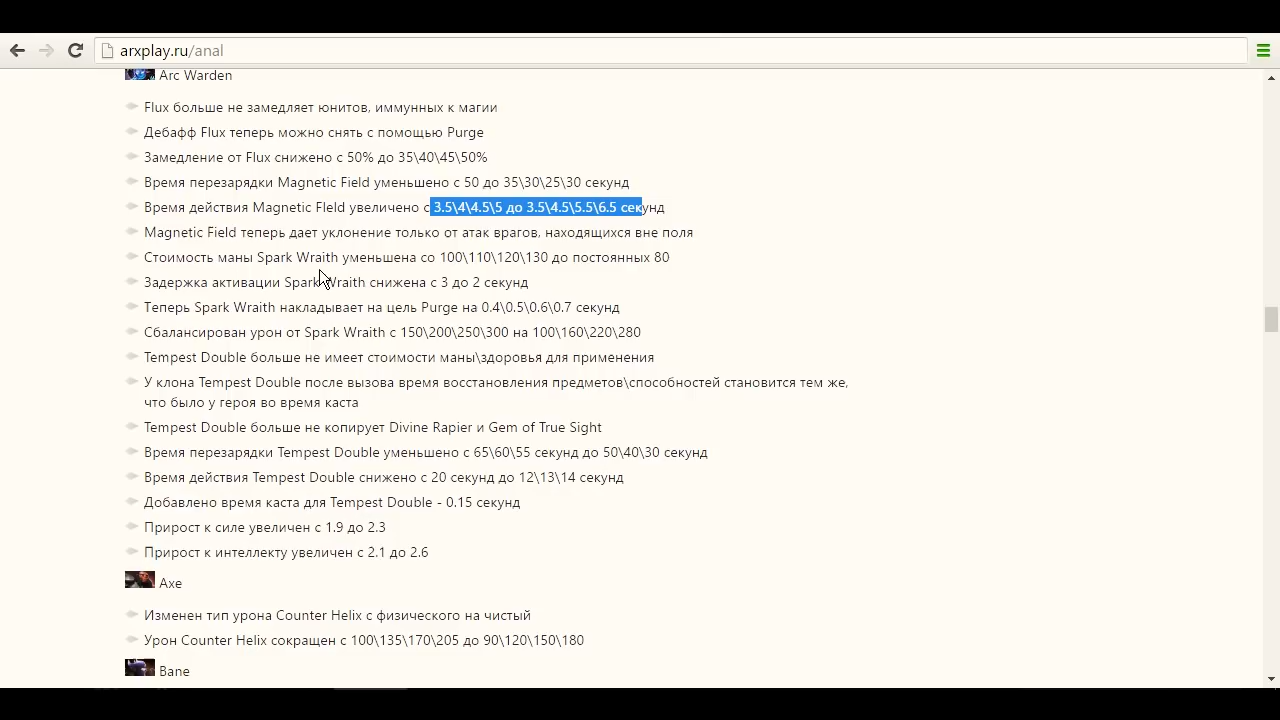 arxplay.ru/anal
Arc Warden
Flux больше не замедляет юнитов, иммунных к магии
Дебафф Flux теперь можно снять с помощью Purge
Замедление от Flux снижено с 50% до 35\40\45\50%
Время перезарядки Magnetic Field уменьшено с 50 до 35\30\25\30 секунд
Время действия Magnetic FIeld увеличено с 3.5\4\4.5\5 до 3.5\4.5\5.5\6.5 секунд
Magnetic Field теперь дает уклонение только от атак врагов, находящихся вне поля
Стоимость маны Spark Wraith уменьшена со 100\110\120\130 до постоянных 80
Задержка активации Spark Wraith снижена с 3 до 2 секунд
Теперь Spark Wraith накладывает на цель Purge на 0.4\0.5\0.6\0.7 секунд
Сбалансирован урон от Spark Wraith с 150\200\250\300 на 100\160\220\280
Tempest Double больше не имеет стоимости маны\здоровья для применения
У клона Tempest Double после вызова время восстановления предметов\способностей становится тем же,
что было у героя во время каста
Tempest Double больше не копирует Divine Rapier и Gem of True Sight
Время перезарядки Tempest Double уменьшено с 65\60\55 секунд до 50\40\30 секунд
Время действия Tempest Double снижено с 20 секунд до 12\13\14 секунд
Добавлено время каста для Tempest Double - 0.15 секунд
Прирост к силе увеличен с 1.9 до 2.3
Прирост к интеллекту увеличен с 2.1 до 2.6
Axe
Изменен тип урона Counter Helix с физического на чистый
Урон Counter Helix сокращен с 100\135\170\205 до 90\120\150\180
Bane